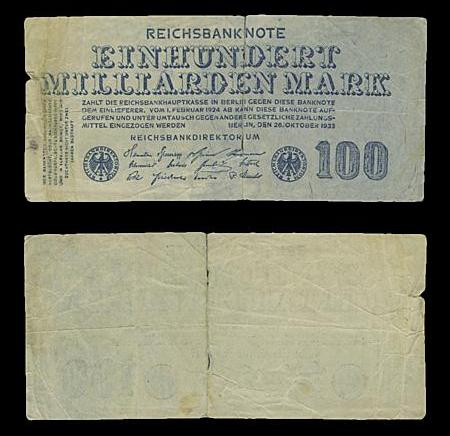 REICHSBANKNOTE
EINHUNDERT
MILLIARDEN MARK
ZAHLT DIE REICHSBANKHAUPTKASSE IN BERLIN GEGEN DIESE BANKNOTE
DEM EINLIEFERER. VOM 1. FEBRUAR 1924 AB KANN DIESE BANKNOTE AUF-
GERUFEN UND UNTER UMTAUSCH GEGEN ANDERE GESETZLICHE ZAHLUNGS-
MITTEL EINGEZOGEN WERDEN BERLIN, DEN 26. OKTOBER 1923
REICHSBANKDIREKTORIUM
100